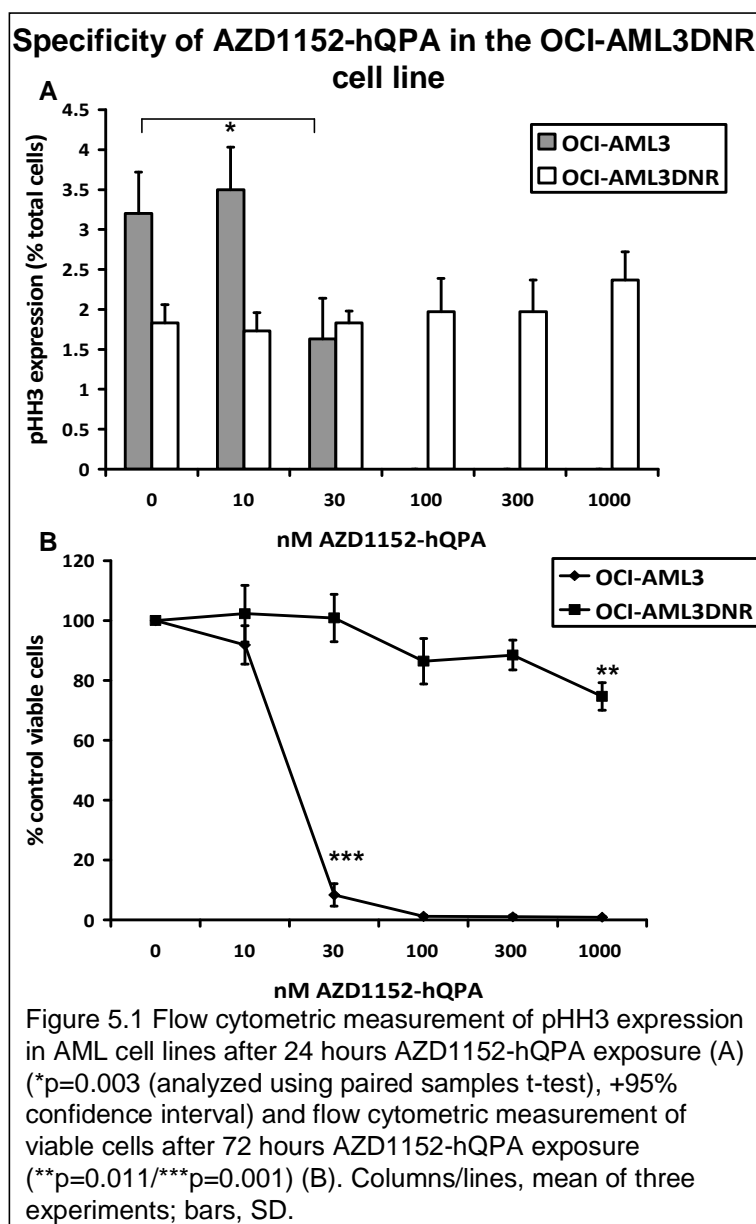 Specificity of AZD1152-hQPA in the OCI-AML3DNR
cell line
A
4.5
4
3.5
3
2.5
2
1.5
1
0.5
0
pHH3 expression (% total cells)
*
OCI-AML3
OCI-AML3DNR
0 10 30 100 300 1000
nM AZD1152-hQPA
B
120
100
80
60
40
20
0
% control viable cells
OCI-AML3
OCI-AML3DNR
**
***
0 10 30 100 300 1000
nM AZD1152-hQPA
Figure 5.1 Flow cytometric measurement of pHH3 expression
in AML cell lines after 24 hours AZD1152-hQPA exposure (A)
(*p=0.003 (analyzed using paired samples t-test), +95%
confidence interval) and flow cytometric measurement of
viable cells after 72 hours AZD1152-hQPA exposure
(**p=0.011/***p=0.001) (B). Columns/lines, mean of three
experiments; bars, SD.